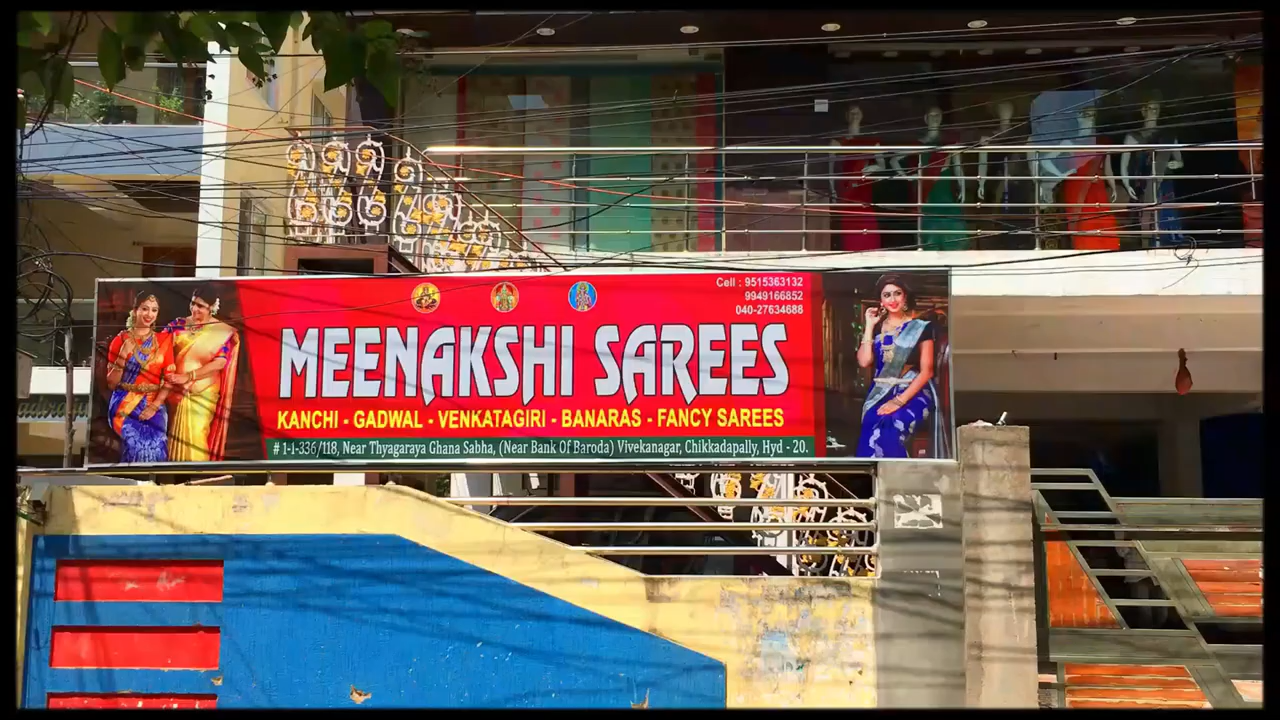 Cell : 9515363132
9949166852
040-27634688
MEENAKSHI SAREES
KANCHI - GADWAL - VENKATAGIRI - BANARAS - FANCY SAREES
# 1-1-336/118, Near Thyagaraya Ghana Sabha, (Near Bank Of Baroda) Vivekanagar, Chikkadapally, Hyd - 20.